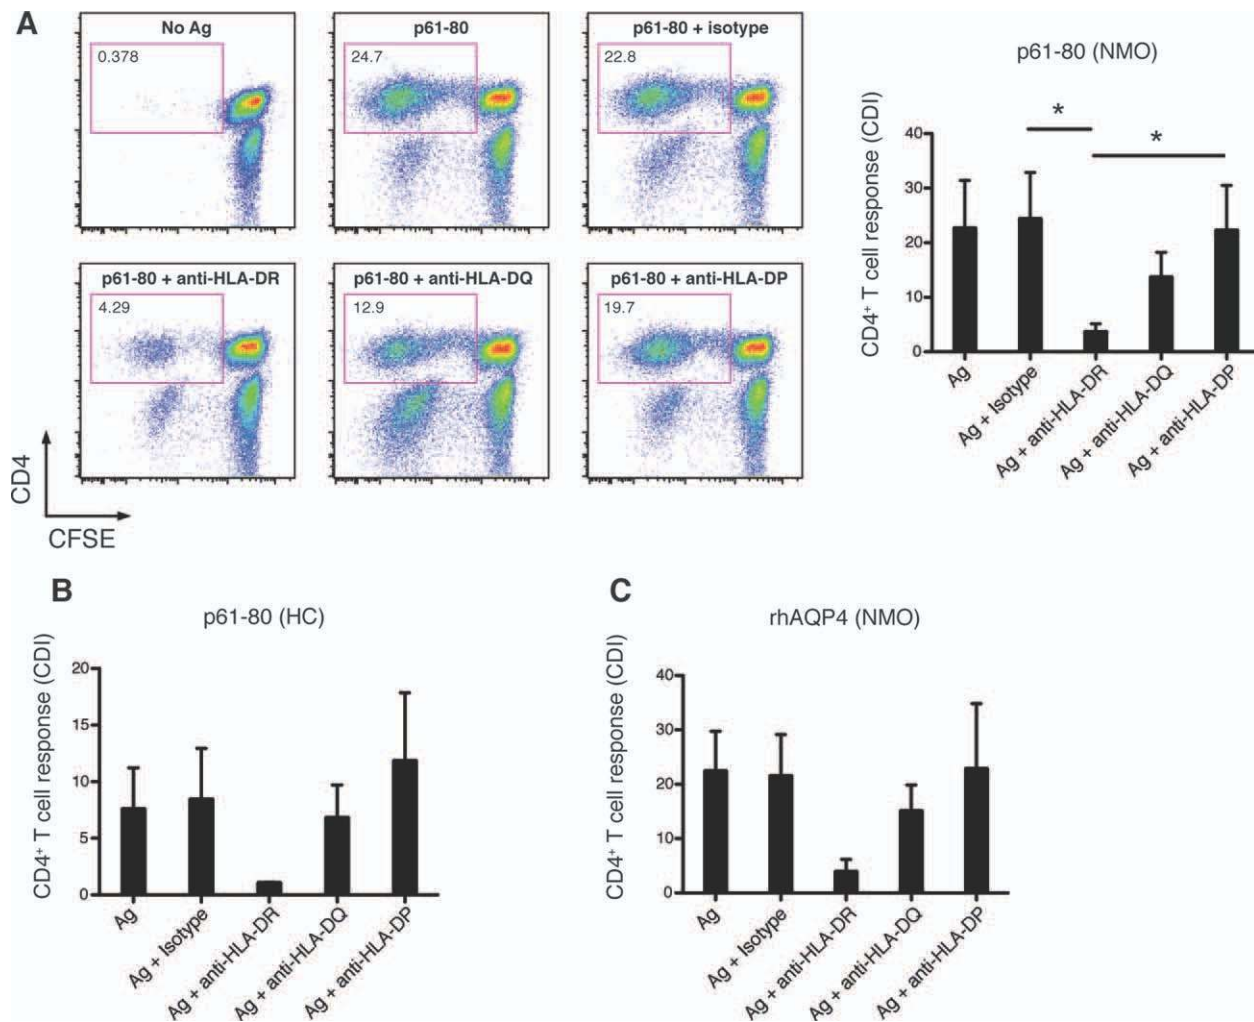 A
No Ag
0.378
p61-80
24.7
p61-80 + isotype
22.8
p61-80 + anti-HLA-DR
4.29
p61-80 + anti-HLA-DQ
12.9
p61-80 + anti-HLA-DP
19.7
CD4
CFSE
p61-80 (NMO)
*
*
CD4⁺ T cell response (CDI)
40
30
20
10
0
Ag
Ag + Isotype
Ag + anti-HLA-DR
Ag + anti-HLA-DQ
Ag + anti-HLA-DP
B
p61-80 (HC)
CD4⁺ T cell response (CDI)
20
15
10
5
0
Ag
Ag + Isotype
Ag + anti-HLA-DR
Ag + anti-HLA-DQ
Ag + anti-HLA-DP
C
rhAQP4 (NMO)
CD4⁺ T cell response (CDI)
40
30
20
10
0
Ag
Ag + Isotype
Ag + anti-HLA-DR
Ag + anti-HLA-DQ
Ag + anti-HLA-DP